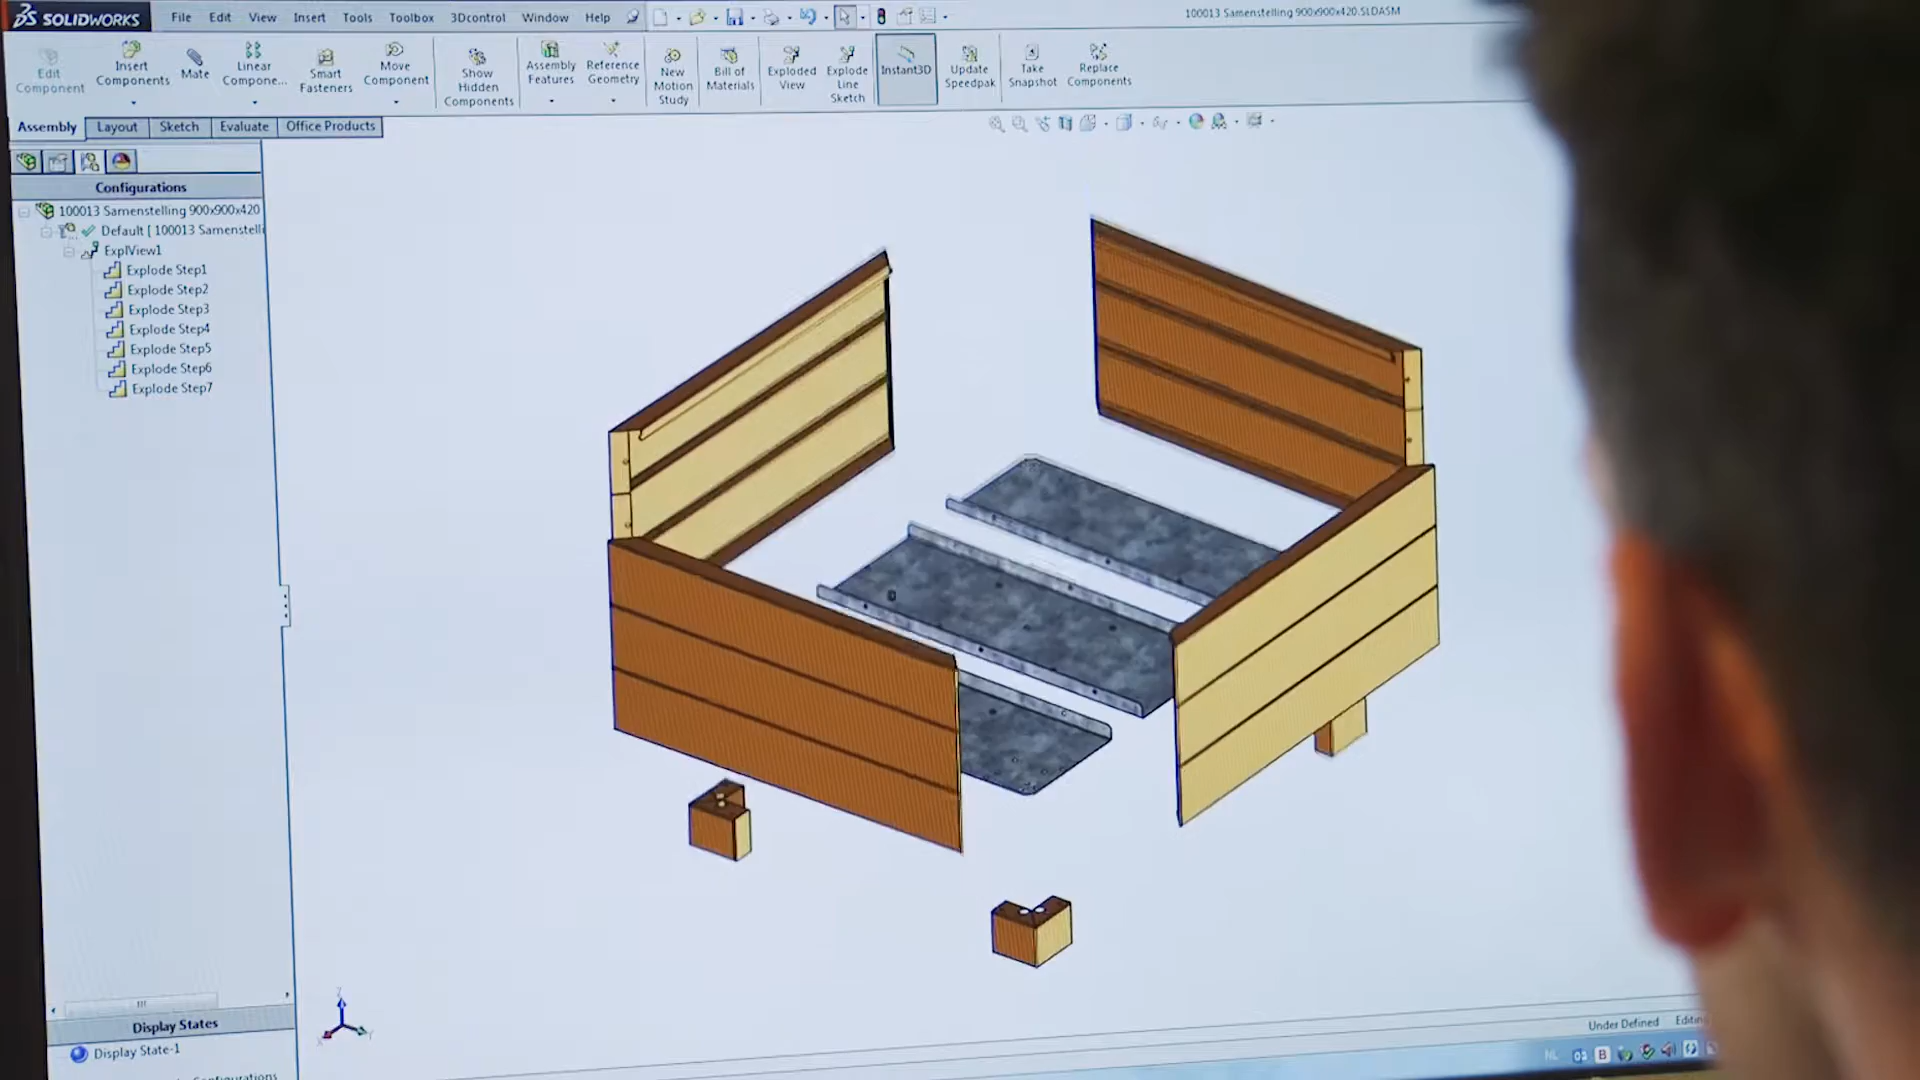 SOLIDWORKS File Edit View Insert Tools Toolbox 3Dcontrol Window Help 100013 Samenstelling 900x900x420.SLDASM
Edit Component
Insert Components
Mate
Linear Compone...
Smart Fasteners
Move Component
Show Hidden Components
Assembly Features
Reference Geometry
New Motion Study
Bill of Materials
Exploded View
Explode Line Sketch
Instant3D
Update Speedpak
Take Snapshot
Replace Components
Assembly Layout Sketch Evaluate Office Products
Configurations
100013 Samenstelling 900x900x420
Default [ 100013 Samenstelli
ExplView1
Explode Step1
Explode Step2
Explode Step3
Explode Step4
Explode Step5
Explode Step6
Explode Step7
Display States
Display State-1
Configurations
Under Defined Editin
NL